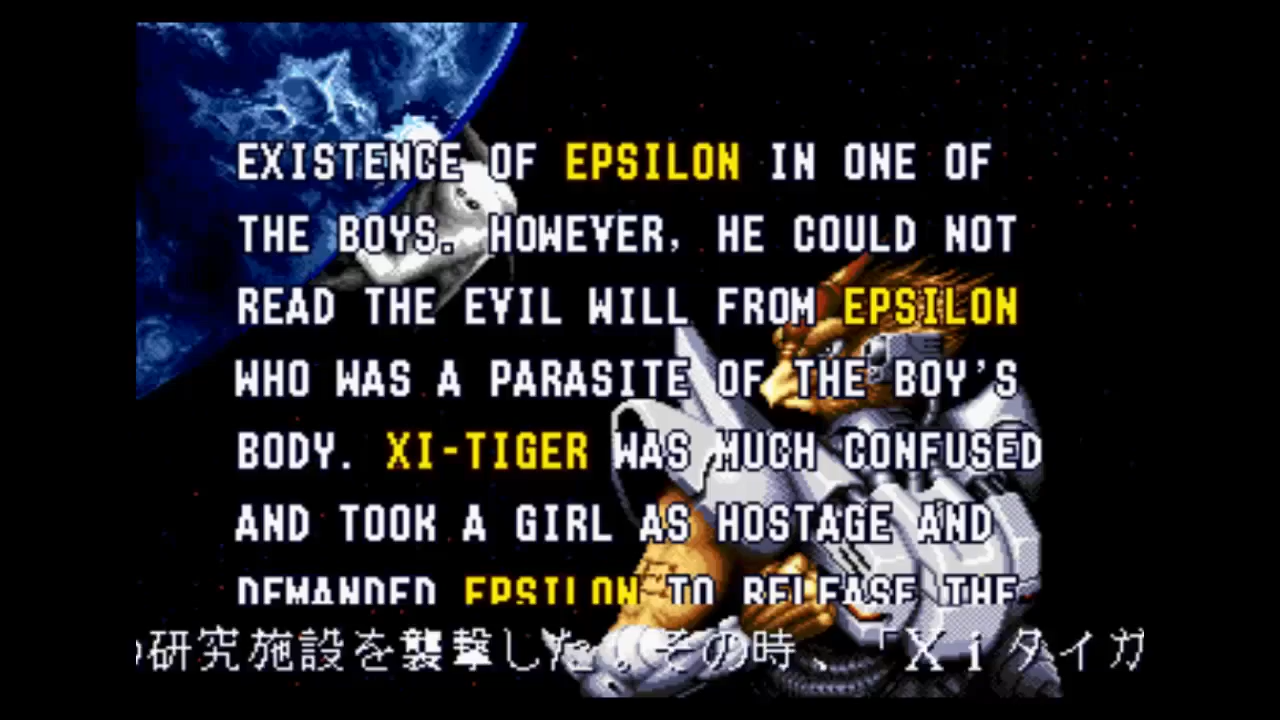 EXISTENCE OF EPSILON IN ONE OF
THE BOYS. HOWEVER, HE COULD NOT
READ THE EVIL WILL FROM EPSILON
WHO WAS A PARASITE OF THE BOY'S
BODY. XI-TIGER WAS MUCH CONFUSED
AND TOOK A GIRL AS HOSTAGE AND
DEMANDED EPSILON TO RELEASE THE
研究施設を襲撃した。その時、「Xiタイガ